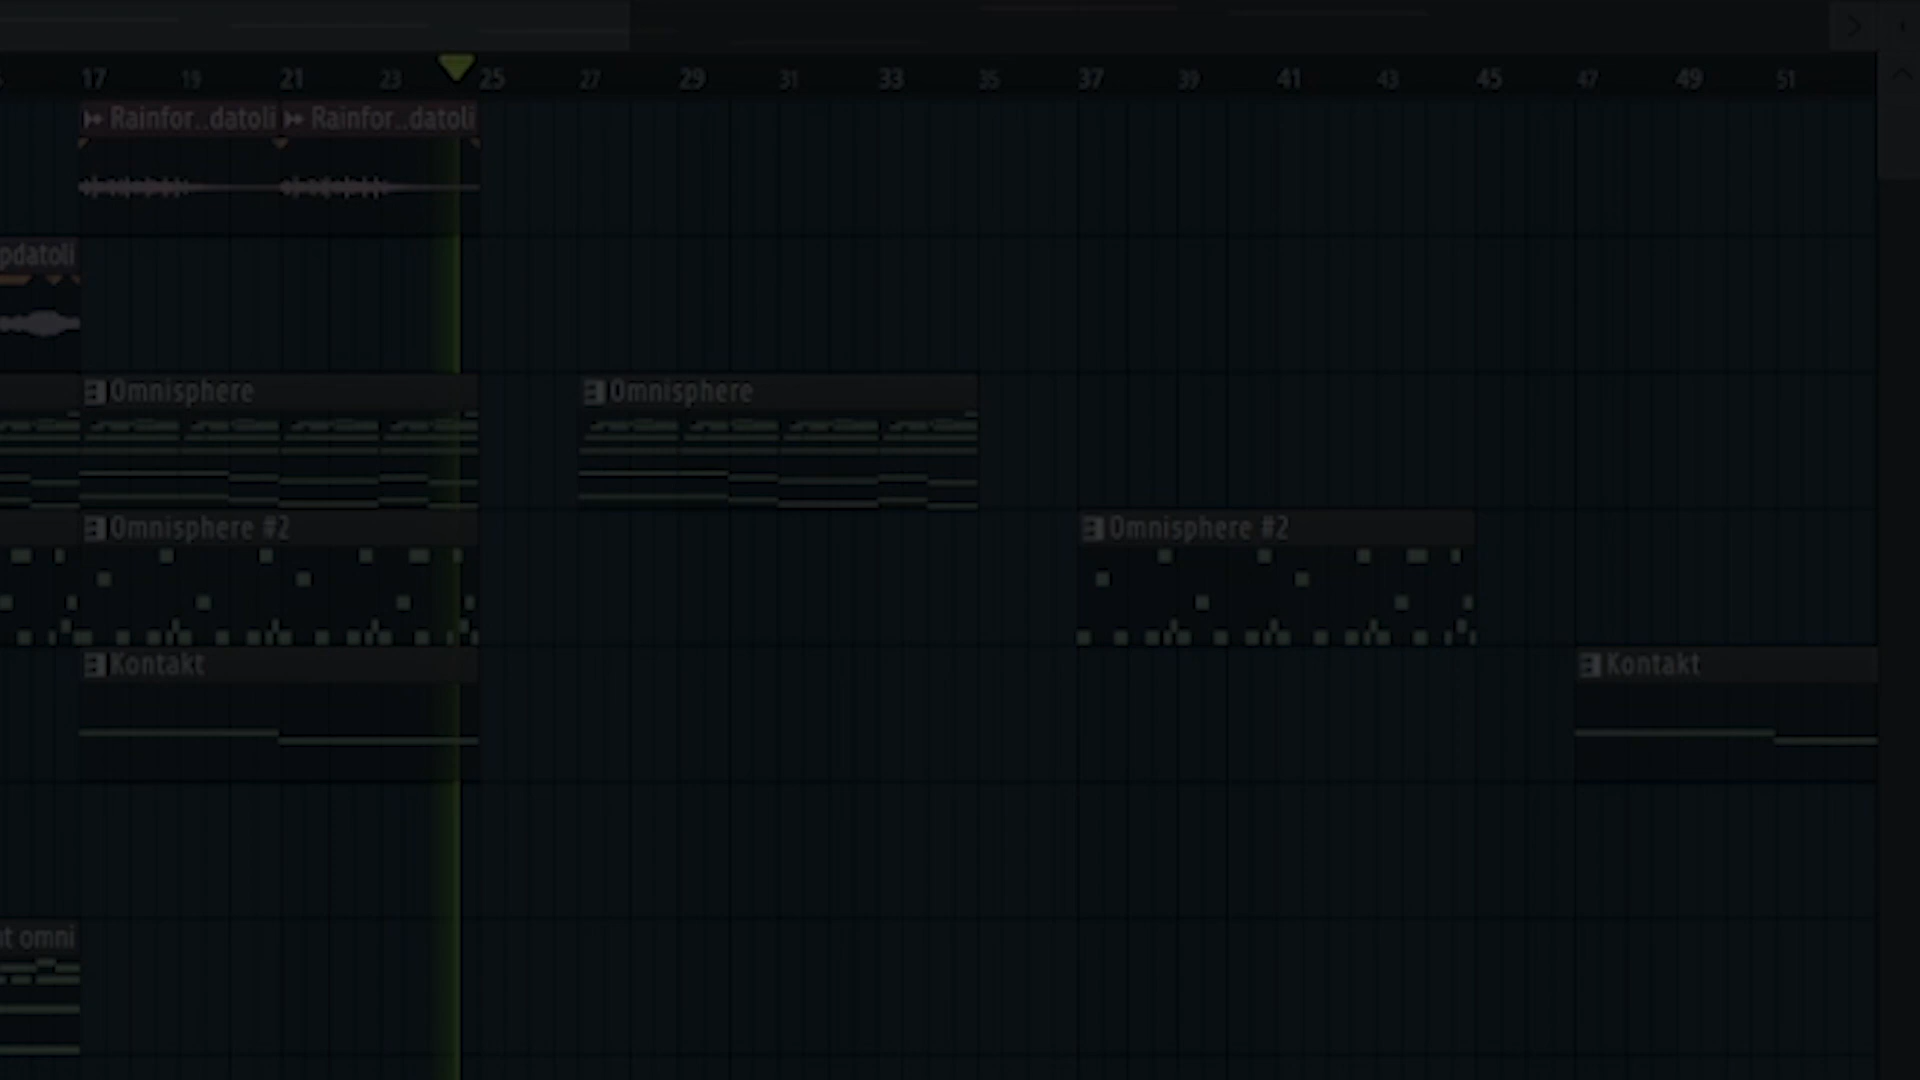 17 19 21 23 25 27 29 31 33 35 37 39 41 43 45 47 49 51
Rainfor..datoli Rainfor..datoli
pdatoli
Omnisphere Omnisphere
Omnisphere #2 Omnisphere #2
Kontakt Kontakt
t omni